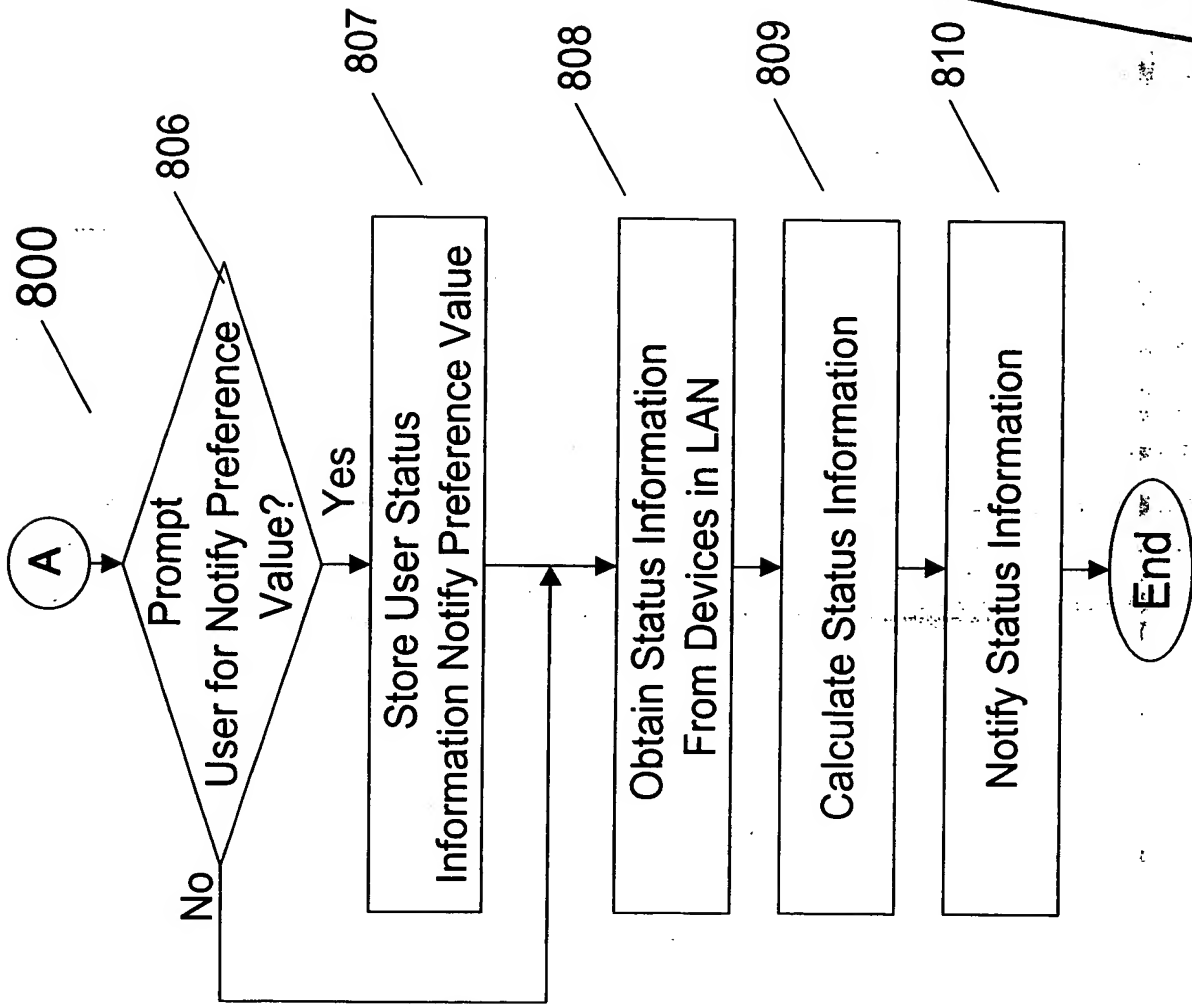 800
A
806
Prompt
User for Notify Preference
Value?
No
Yes
807
Store User Status
Information Notify Preference Value
808
Obtain Status Information
From Devices in LAN
809
Calculate Status Information
810
Notify Status Information
End